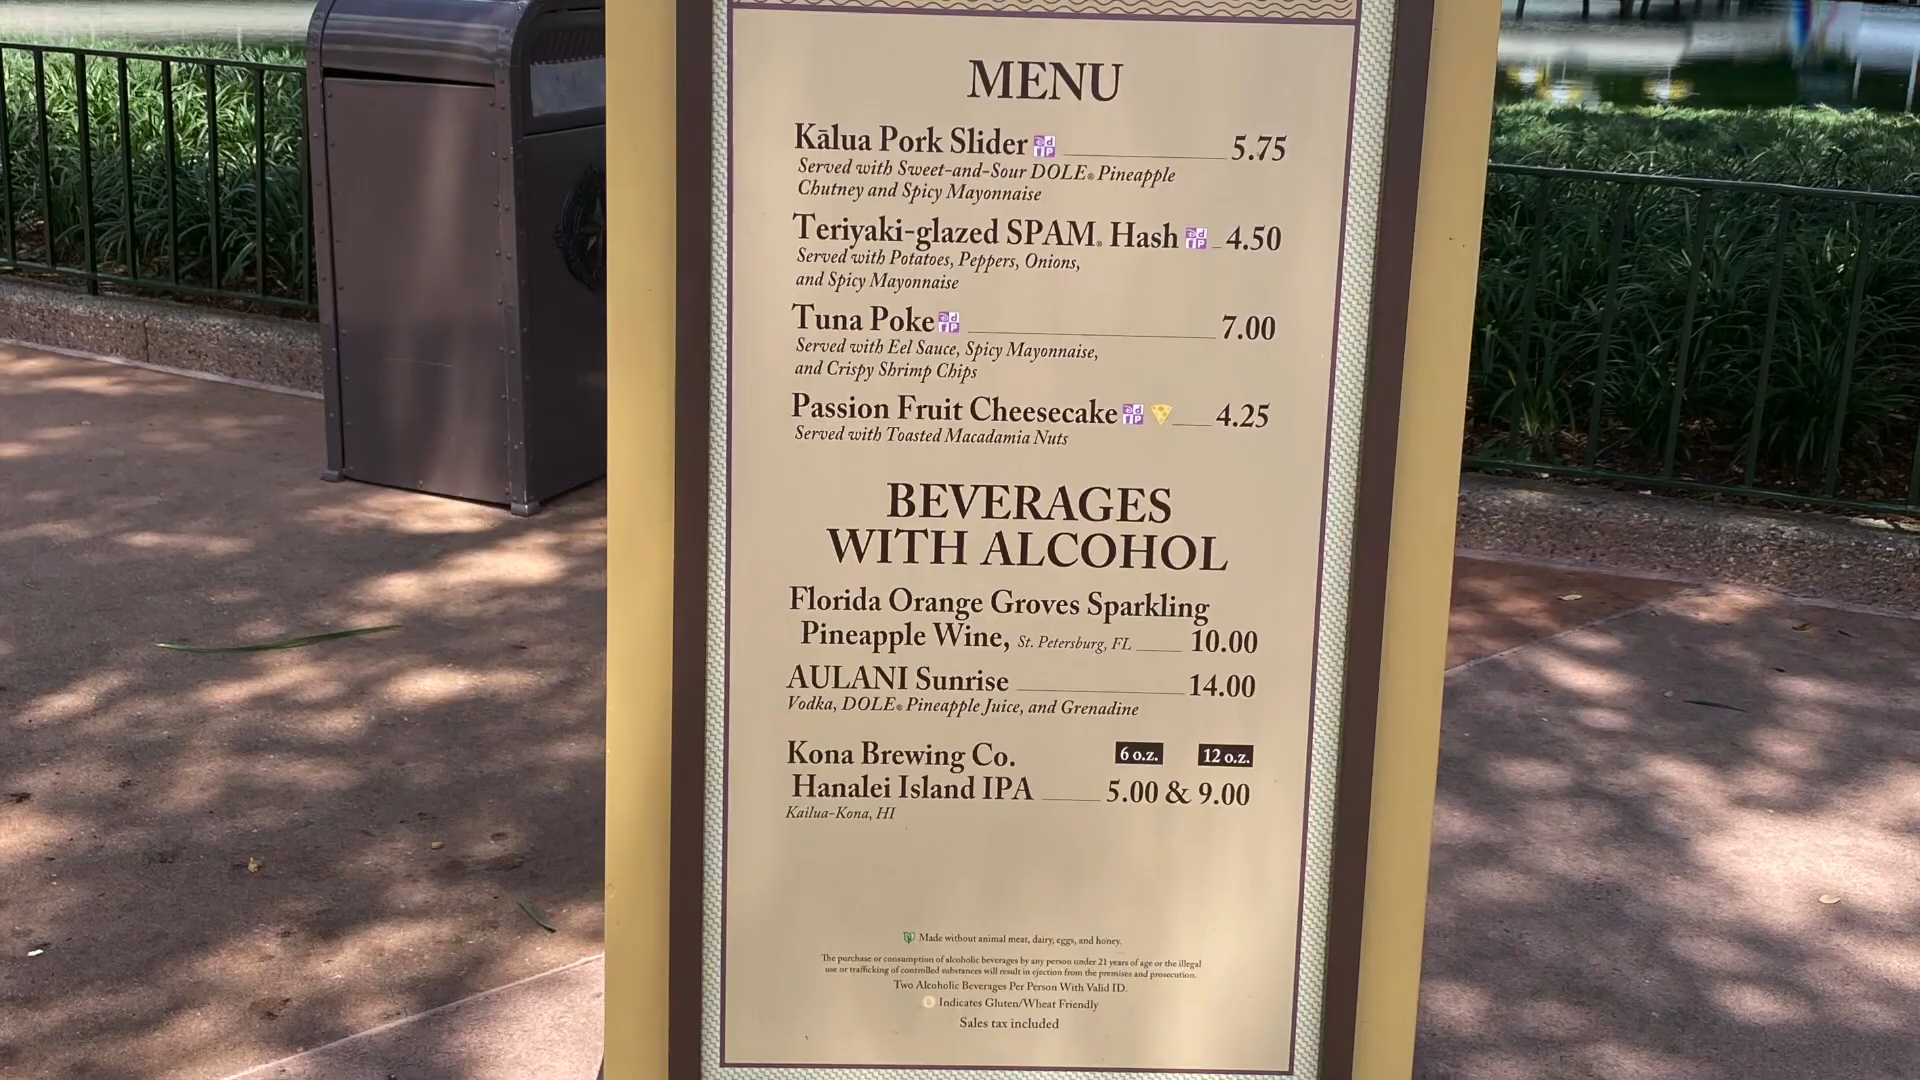 MENU
Kālua Pork Slider 5.75
Served with Sweet-and-Sour DOLE® Pineapple
Chutney and Spicy Mayonnaise
Teriyaki-glazed SPAM® Hash 4.50
Served with Potatoes, Peppers, Onions,
and Spicy Mayonnaise
Tuna Poke 7.00
Served with Eel Sauce, Spicy Mayonnaise,
and Crispy Shrimp Chips
Passion Fruit Cheesecake 4.25
Served with Toasted Macadamia Nuts
BEVERAGES
WITH ALCOHOL
Florida Orange Groves Sparkling
Pineapple Wine, St. Petersburg, FL 10.00
AULANI Sunrise 14.00
Vodka, DOLE® Pineapple Juice, and Grenadine
Kona Brewing Co. 6 o.z. 12 o.z.
Hanalei Island IPA 5.00 & 9.00
Kailua-Kona, HI
Made without animal meat, dairy, eggs, and honey.
The purchase or consumption of alcoholic beverages by any person under 21 years of age or the illegal
use or trafficking of controlled substances will result in ejection from the premises and prosecution.
Two Alcoholic Beverages Per Person With Valid ID.
Indicates Gluten/Wheat Friendly
Sales tax included